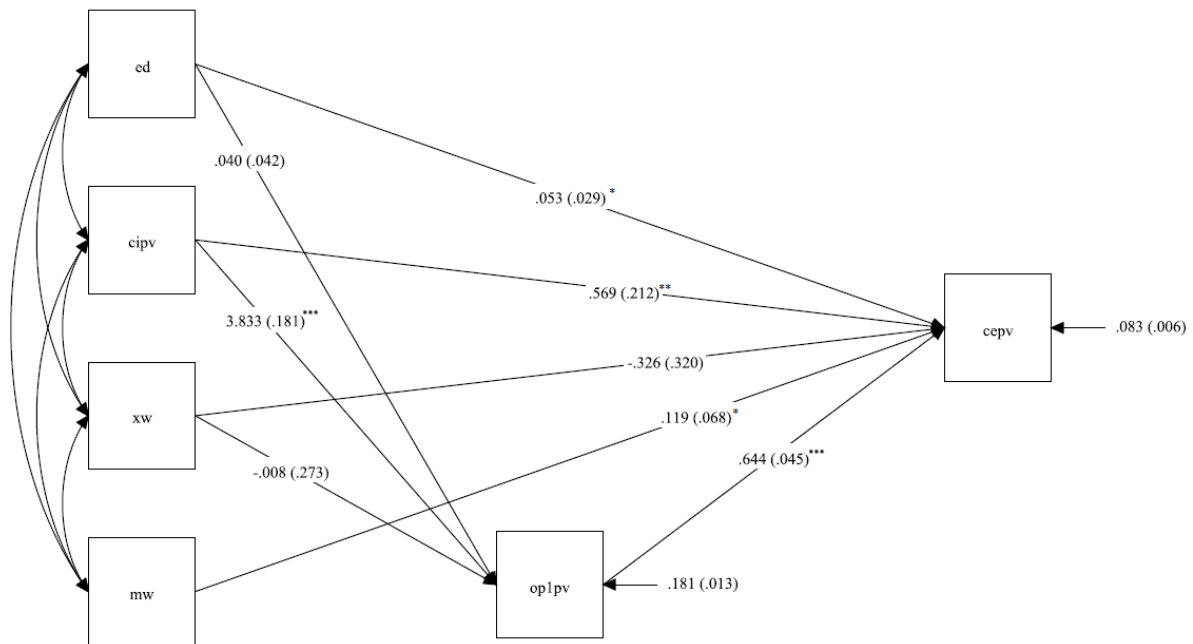 ed
.040 (.042)
.053 (.029)*
cipv
.569 (.212)**
3.833 (.181)***
cepv
.083 (.006)
-.326 (.320)
xw
.119 (.068)*
.644 (.045)***
-.008 (.273)
mw
op1pv
.181 (.013)